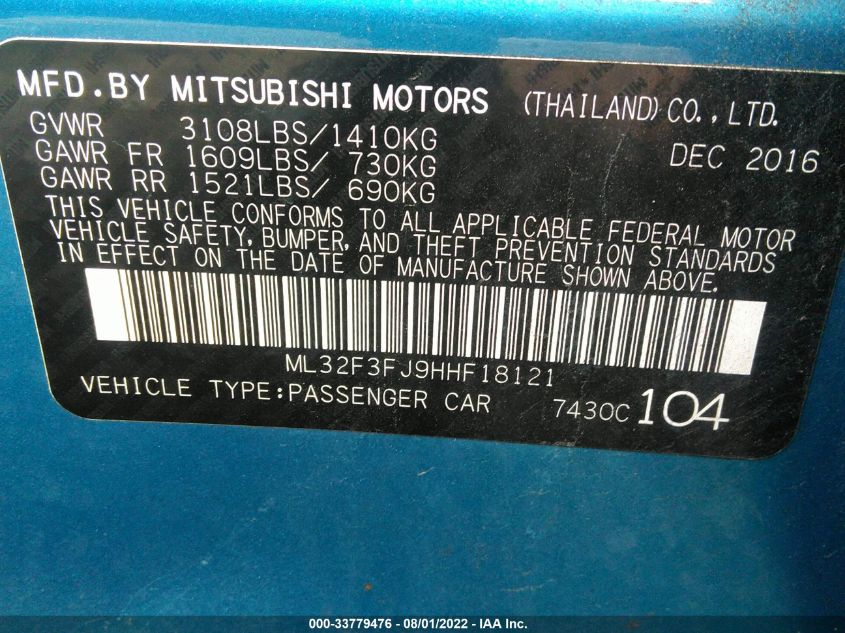 MFD.BY MITSUBISHI MOTORS (THAILAND) CO., LTD.
GVWR 3108LBS/1410KG
DEC 2016
GAWR FR 1609LBS/ 730KG
GAWR RR 1521LBS/ 690KG
THIS VEHICLE CONFORMS TO ALL APPLICABLE FEDERAL MOTOR
VEHICLE SAFETY, BUMPER, AND THEFT PREVENTION STANDARDS
IN EFFECT ON THE DATE OF MANUFACTURE SHOWN ABOVE.
ML32F3FJ9HHF18121
VEHICLE TYPE:PASSENGER CAR 7430C 104
000-33779476 - 08/01/2022 - IAA Inc.